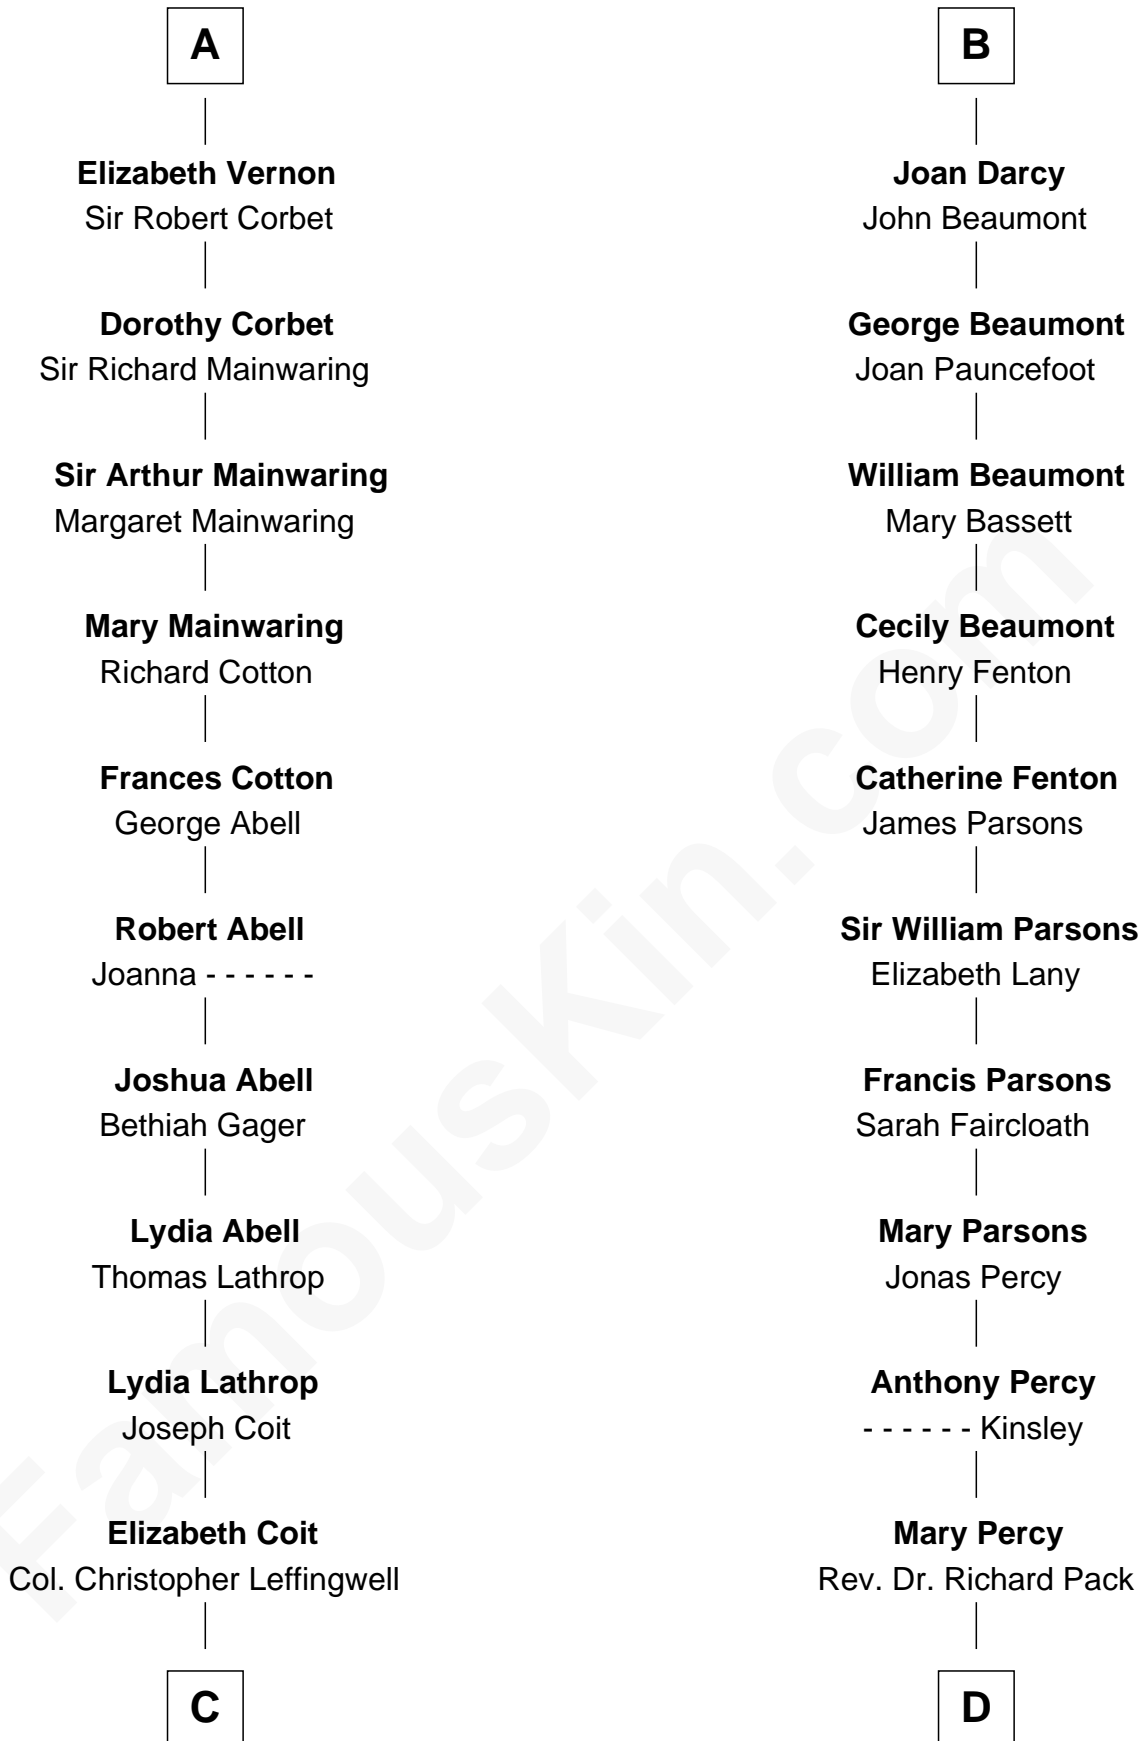 A
Elizabeth Vernon
Sir Robert Corbet
Dorothy Corbet
Sir Richard Mainwaring
Sir Arthur Mainwaring
Margaret Mainwaring
Mary Mainwaring
Richard Cotton
Frances Cotton
George Abell
Robert Abell
Joanna - - - - - -
Joshua Abell
Bethiah Gager
Lydia Abell
Thomas Lathrop
Lydia Lathrop
Joseph Coit
Elizabeth Coit
Col. Christopher Leffingwell
C
B
Joan Darcy
John Beaumont
George Beaumont
Joan Pauncefoot
William Beaumont
Mary Bassett
Cecily Beaumont
Henry Fenton
Catherine Fenton
James Parsons
Sir William Parsons
Elizabeth Lany
Francis Parsons
Sarah Faircloath
Mary Parsons
Jonas Percy
Anthony Percy
- - - - - - Kinsley
Mary Percy
Rev. Dr. Richard Pack
D
FamousKin.com